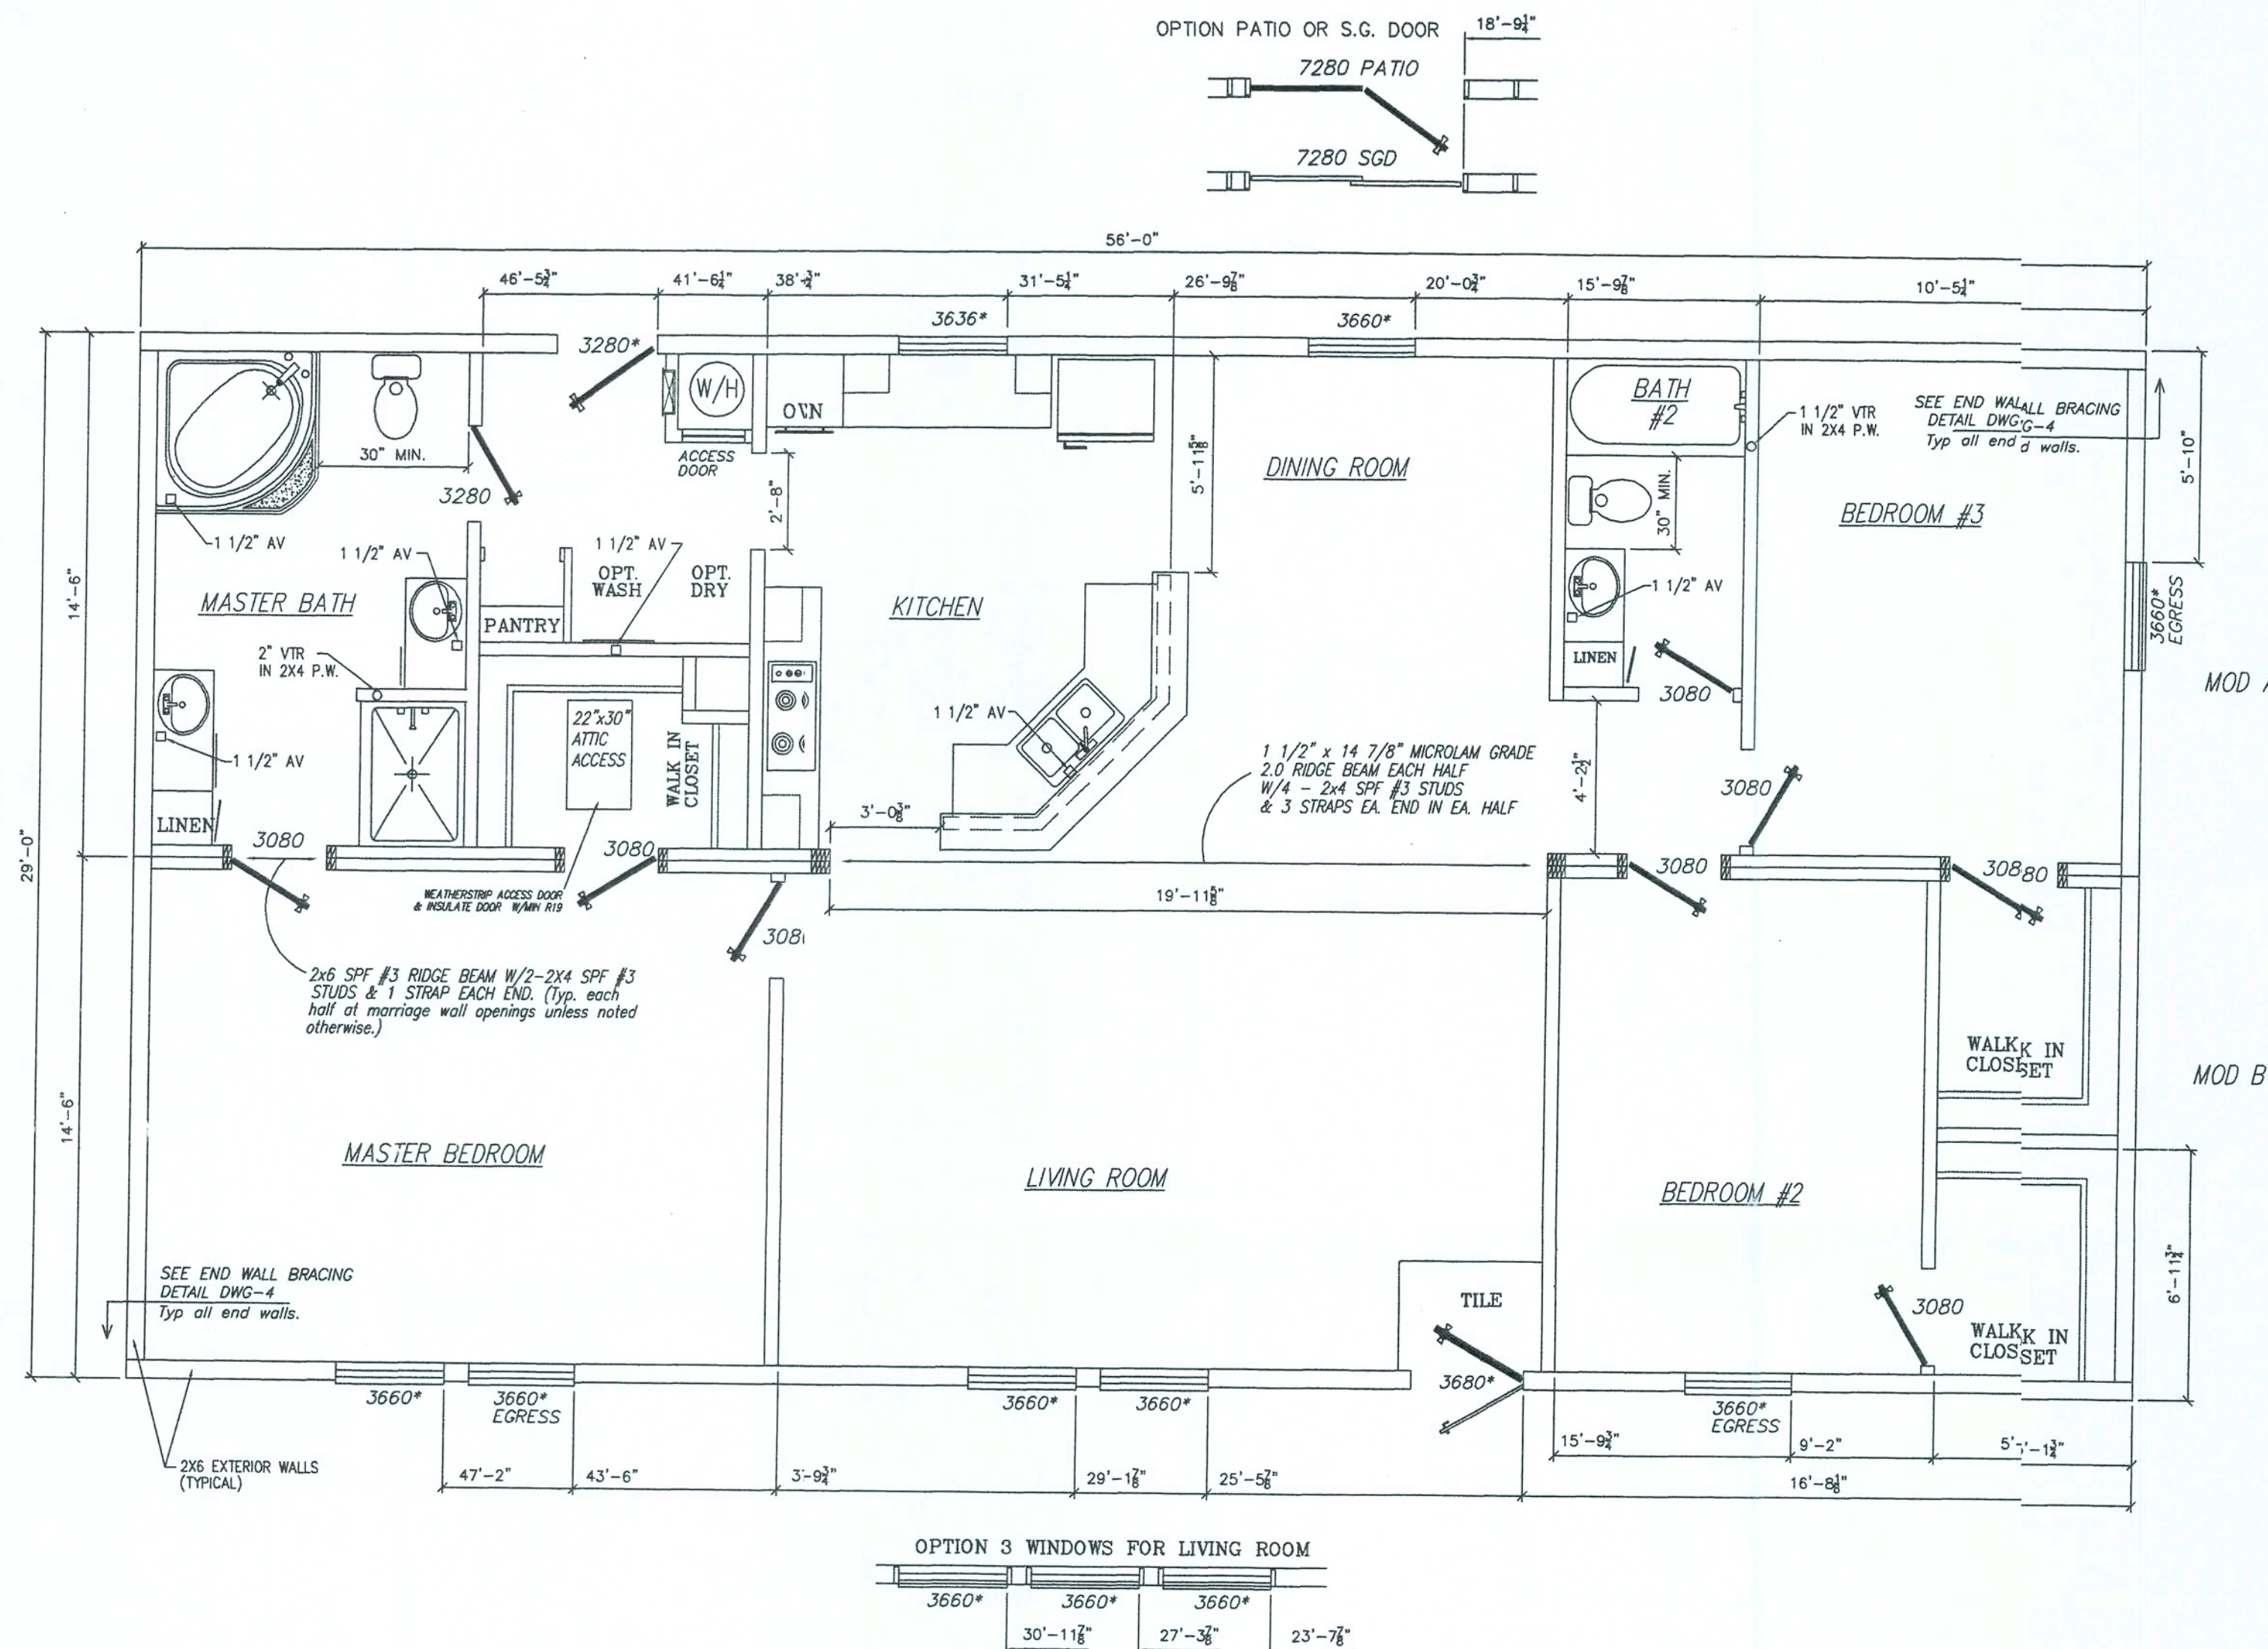 OPTION PATIO OR S.G. DOOR
18'-9¼"
7280 PATIO
7280 SGD
56'-0"
46'-5¾"
41'-6¼"
38'-¾"
31'-5¼"
26'-9⅞"
20'-0¾"
15'-9⅞"
10'-5¼"
3280*
3636*
3660*
W/H
OVN
ACCESS
DOOR
30" MIN.
3280
2'-8"
5'-11⅝"
DINING ROOM
BATH
#2
1 1/2" VTR
IN 2X4 P.W.
SEE END WALALL BRACING
DETAIL DWG'G-4
Typ all end d walls.
5'-10"
30" MIN.
BEDROOM #3
1 1/2" AV
1 1/2" AV
1 1/2" AV
OPT.
WASH
OPT.
DRY
14'-6"
MASTER BATH
PANTRY
KITCHEN
1 1/2" AV
3660*
EGRESS
2" VTR
IN 2X4 P.W.
LINEN
3080
MOD A
1 1/2" AV
22"x30"
ATTIC
ACCESS
WALK IN
CLOSET
1 1/2" AV
1 1/2" x 14 7/8" MICROLAM GRADE
2.0 RIDGE BEAM EACH HALF
W/4 - 2x4 SPF #3 STUDS
& 3 STRAPS EA. END IN EA. HALF
4'-2½"
3080
LINEN
3'-0⅜"
3080
3080
3080
308080
29'-0"
WEATHERSTRIP ACCESS DOOR
& INSULATE DOOR W/MIN R19
19'-11⅝"
308
2x6 SPF #3 RIDGE BEAM W/2-2X4 SPF #3
STUDS & 1 STRAP EACH END. (Typ. each
half at marriage wall openings unless noted
otherwise.)
WALKK IN
CLOSSET
MOD B
14'-6"
MASTER BEDROOM
LIVING ROOM
BEDROOM #2
6'-11¾"
SEE END WALL BRACING
DETAIL DWG-4
Typ all end walls.
TILE
3080
WALKK IN
CLOSSET
3660*
3660*
EGRESS
3660*
3660*
3680*
3660*
EGRESS
2X6 EXTERIOR WALLS
(TYPICAL)
15'-9¾"
9'-2"
5'-'-1¾"
47'-2"
43'-6"
3'-9¾"
29'-1⅞"
25'-5⅞"
16'-8⅛"
OPTION 3 WINDOWS FOR LIVING ROOM
3660*
3660*
3660*
30'-11⅞"
27'-3⅞"
23'-7⅞"